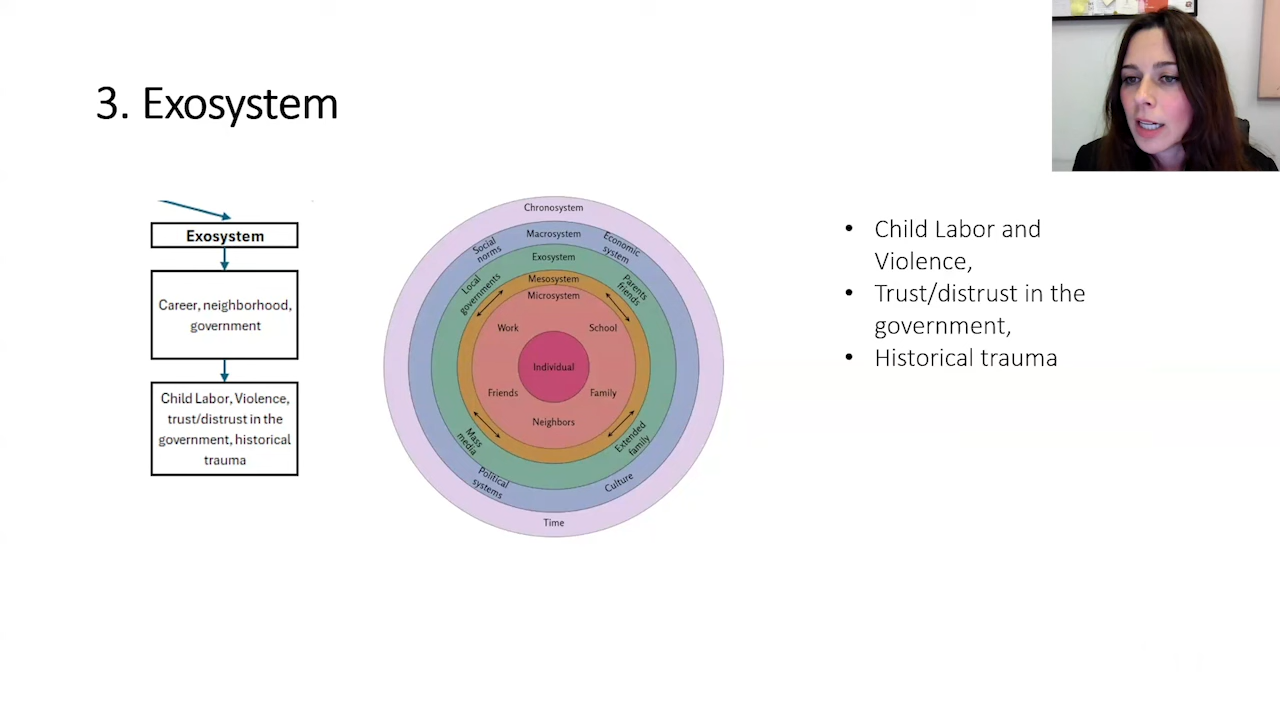 3. Exosystem
Exosystem
Career, neighborhood,
government
Child Labor, Violence,
trust/distrust in the
government, historical
trauma
Chronosystem
Macrosystem
Social
norms
Economic
system
Exosystem
Local
governments
Parents
friends
Mesosystem
Microsystem
Work
School
Individual
Friends
Family
Neighbors
Mass
media
Extended
family
Political
systems
Culture
Time
• Child Labor and
Violence,
• Trust/distrust in the
government,
• Historical trauma